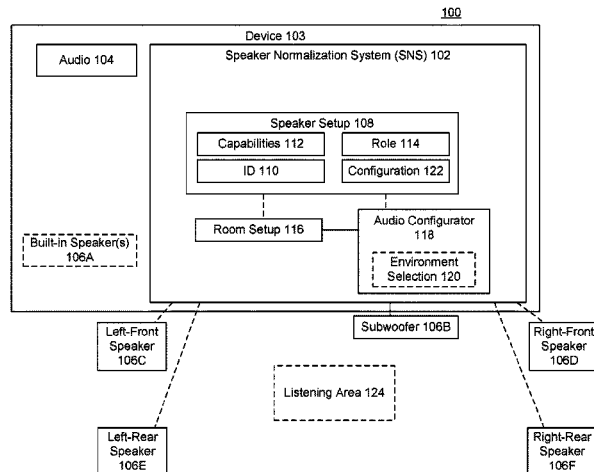 100
Device 103
Audio 104
Speaker Normalization System (SNS) 102
Speaker Setup 108
Capabilities 112
Role 114
ID 110
Configuration 122
Room Setup 116
Audio Configurator
118
Environment
Selection 120
Built-in Speaker(s)
106A
Left-Front
Speaker
106C
Subwoofer 106B
Right-Front
Speaker
106D
Listening Area 124
Left-Rear
Speaker
106E
Right-Rear
Speaker
106F